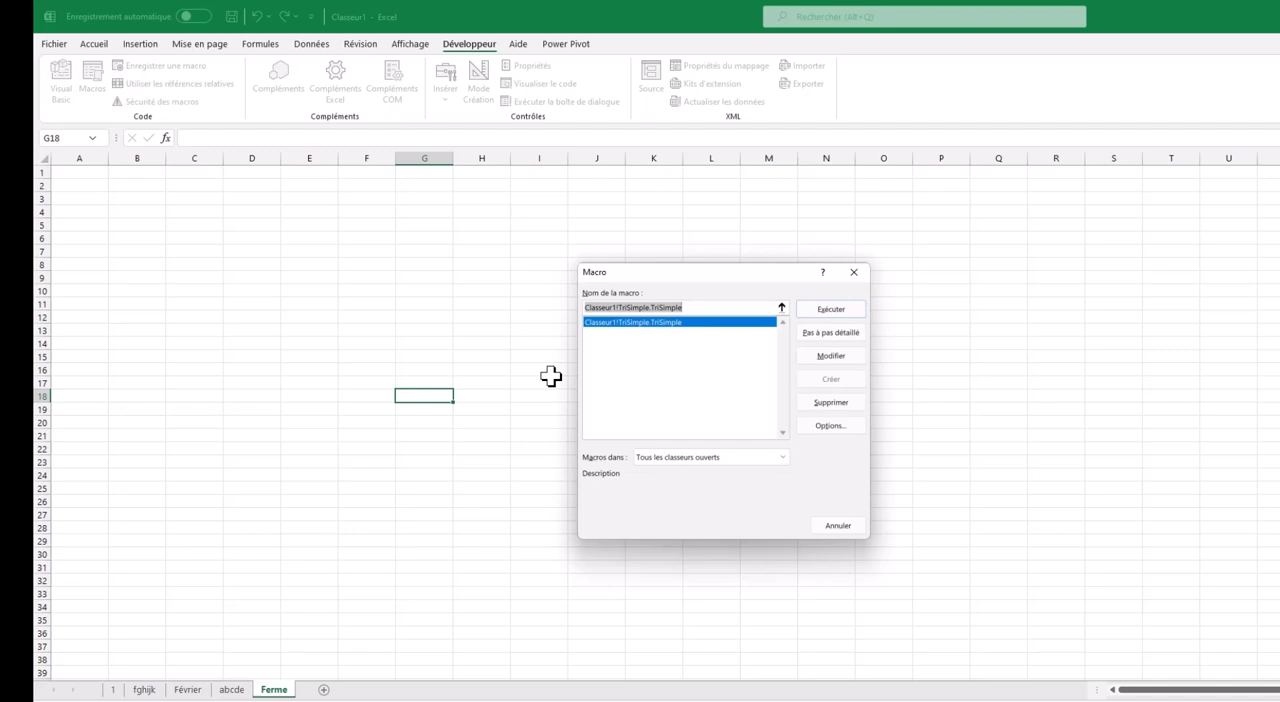 Enregistrement automatique
Classeur1 - Excel
Rechercher (Alt+Q)
Fichier Accueil Insertion Mise en page Formules Données Révision Affichage Développeur Aide Power Pivot
Visual Basic
Macros
Enregistrer une macro
Utiliser les références relatives
Sécurité des macros
Code
Compléments
Compléments Excel
Compléments COM
Compléments
Insérer
Mode Création
Propriétés
Visualiser le code
Exécuter la boîte de dialogue
Contrôles
Source
Propriétés du mappage
Kits d'extension
Actualiser les données
Importer
Exporter
XML
G18
fx
A B C D E F G H I J K L M N O P Q R S T U
1
2
3
4
5
6
7
8
9
10
11
12
13
14
15
16
17
18
19
20
21
22
23
24
25
26
27
28
29
30
31
32
33
34
35
36
37
38
39
Macro
?
Nom de la macro :
Classeur1!TriSimple.TriSimple
Classeur1!TriSimple.TriSimple
Exécuter
Pas à pas détaillé
Modifier
Créer
Supprimer
Options...
Macros dans : Tous les classeurs ouverts
Description
Annuler
1 fghijk Février abcde Ferme